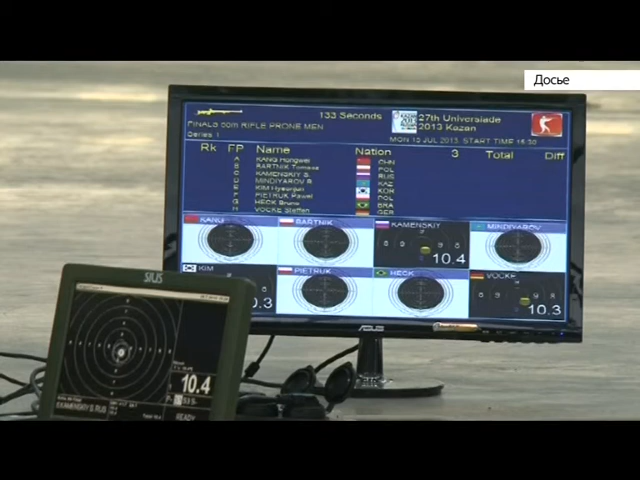 Досье
133 Seconds
27th Universiade
2013 Kazan
FINALS 50m RIFLE PRONE MEN
MON 15 JUL 2013, START TIME
Series 1
Rk FP Name Nation 3 Total Diff
A KANG Hongwei CHN
B BARTNIK Tomasz POL
C KAMENSKIY S. RUS
D MINDIYAROV R. KAZ
E KIM Hyeonjun KOR
F PIETRUK Pawel POL
G HECK Bruno BRA
H VOCKE Steffen GER
KANG BARTNIK KAMENSKIY MINDIYAROV
10.4
KIM PIETRUK HECK VOCKE
0.3 10.3
ASUS
SIUS
10.4
KAMENSKIY S RUS
READY